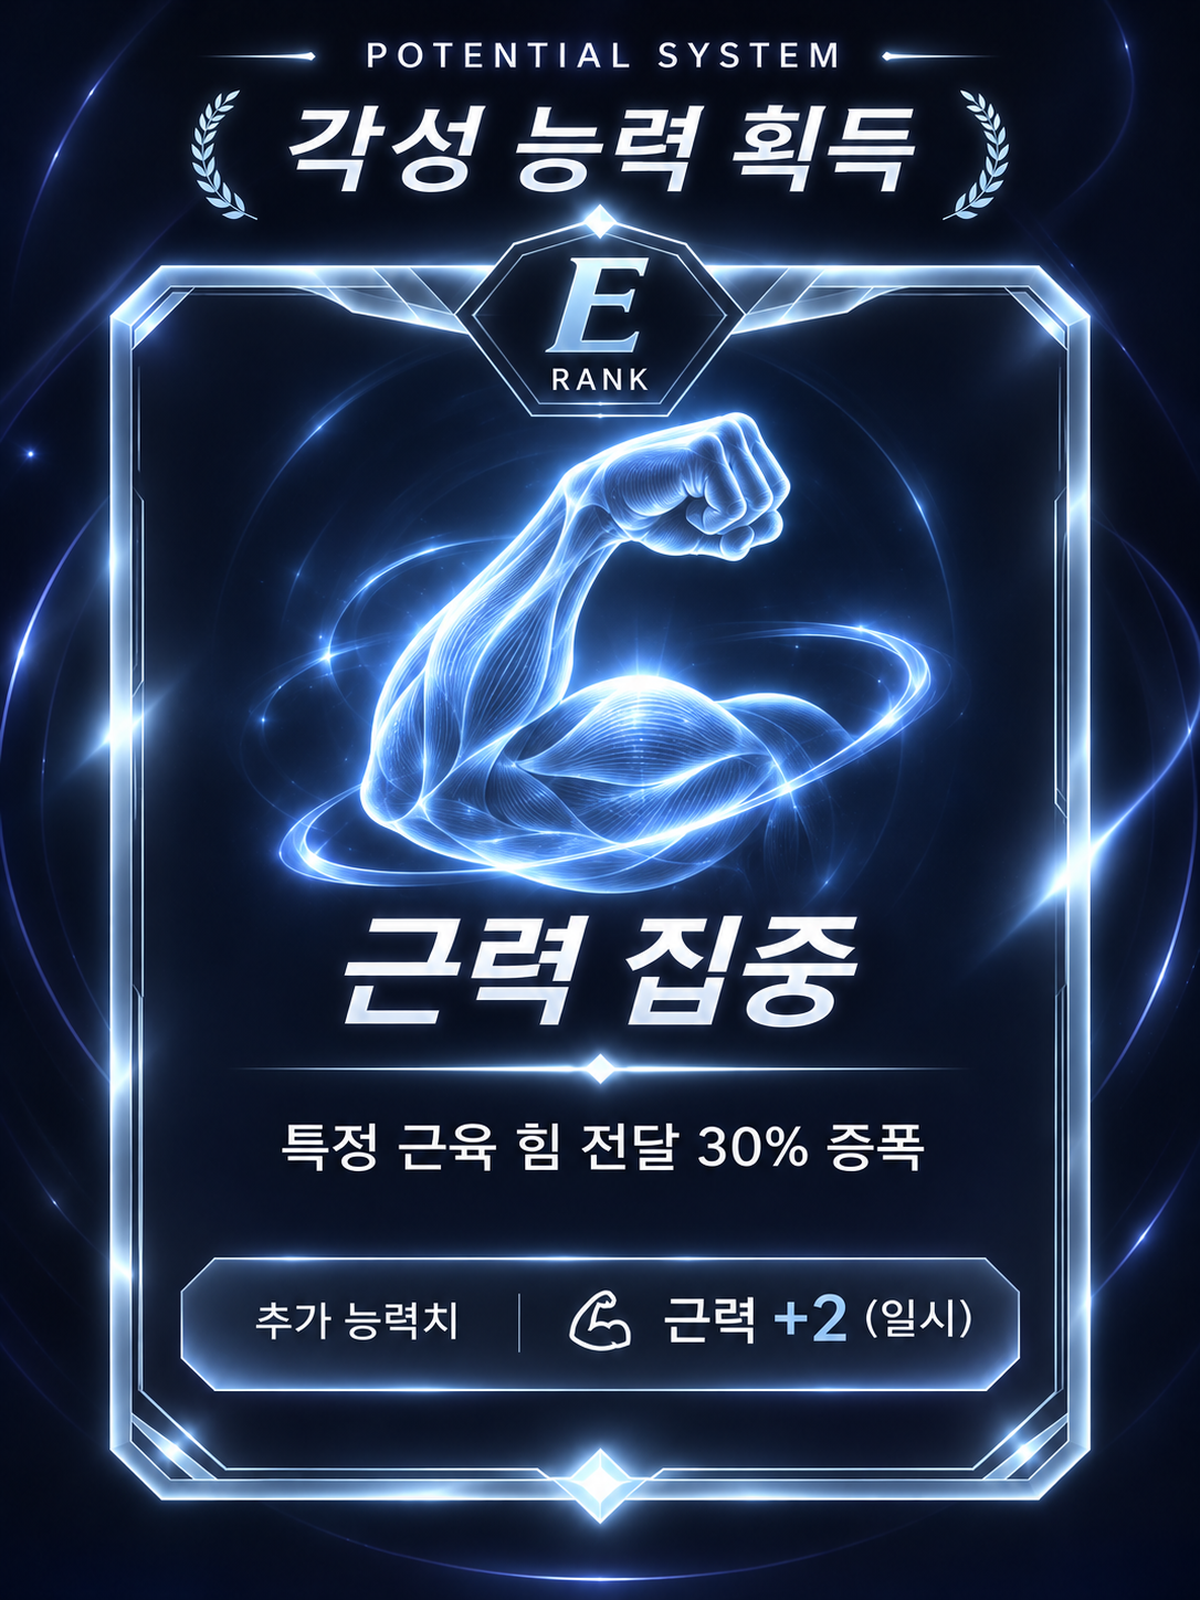 POTENTIAL SYSTEM
각성 능력 획득
E
RANK
근력 집중
특정 근육 힘 전달 30% 증폭
추가 능력치 근력 +2 (일시)